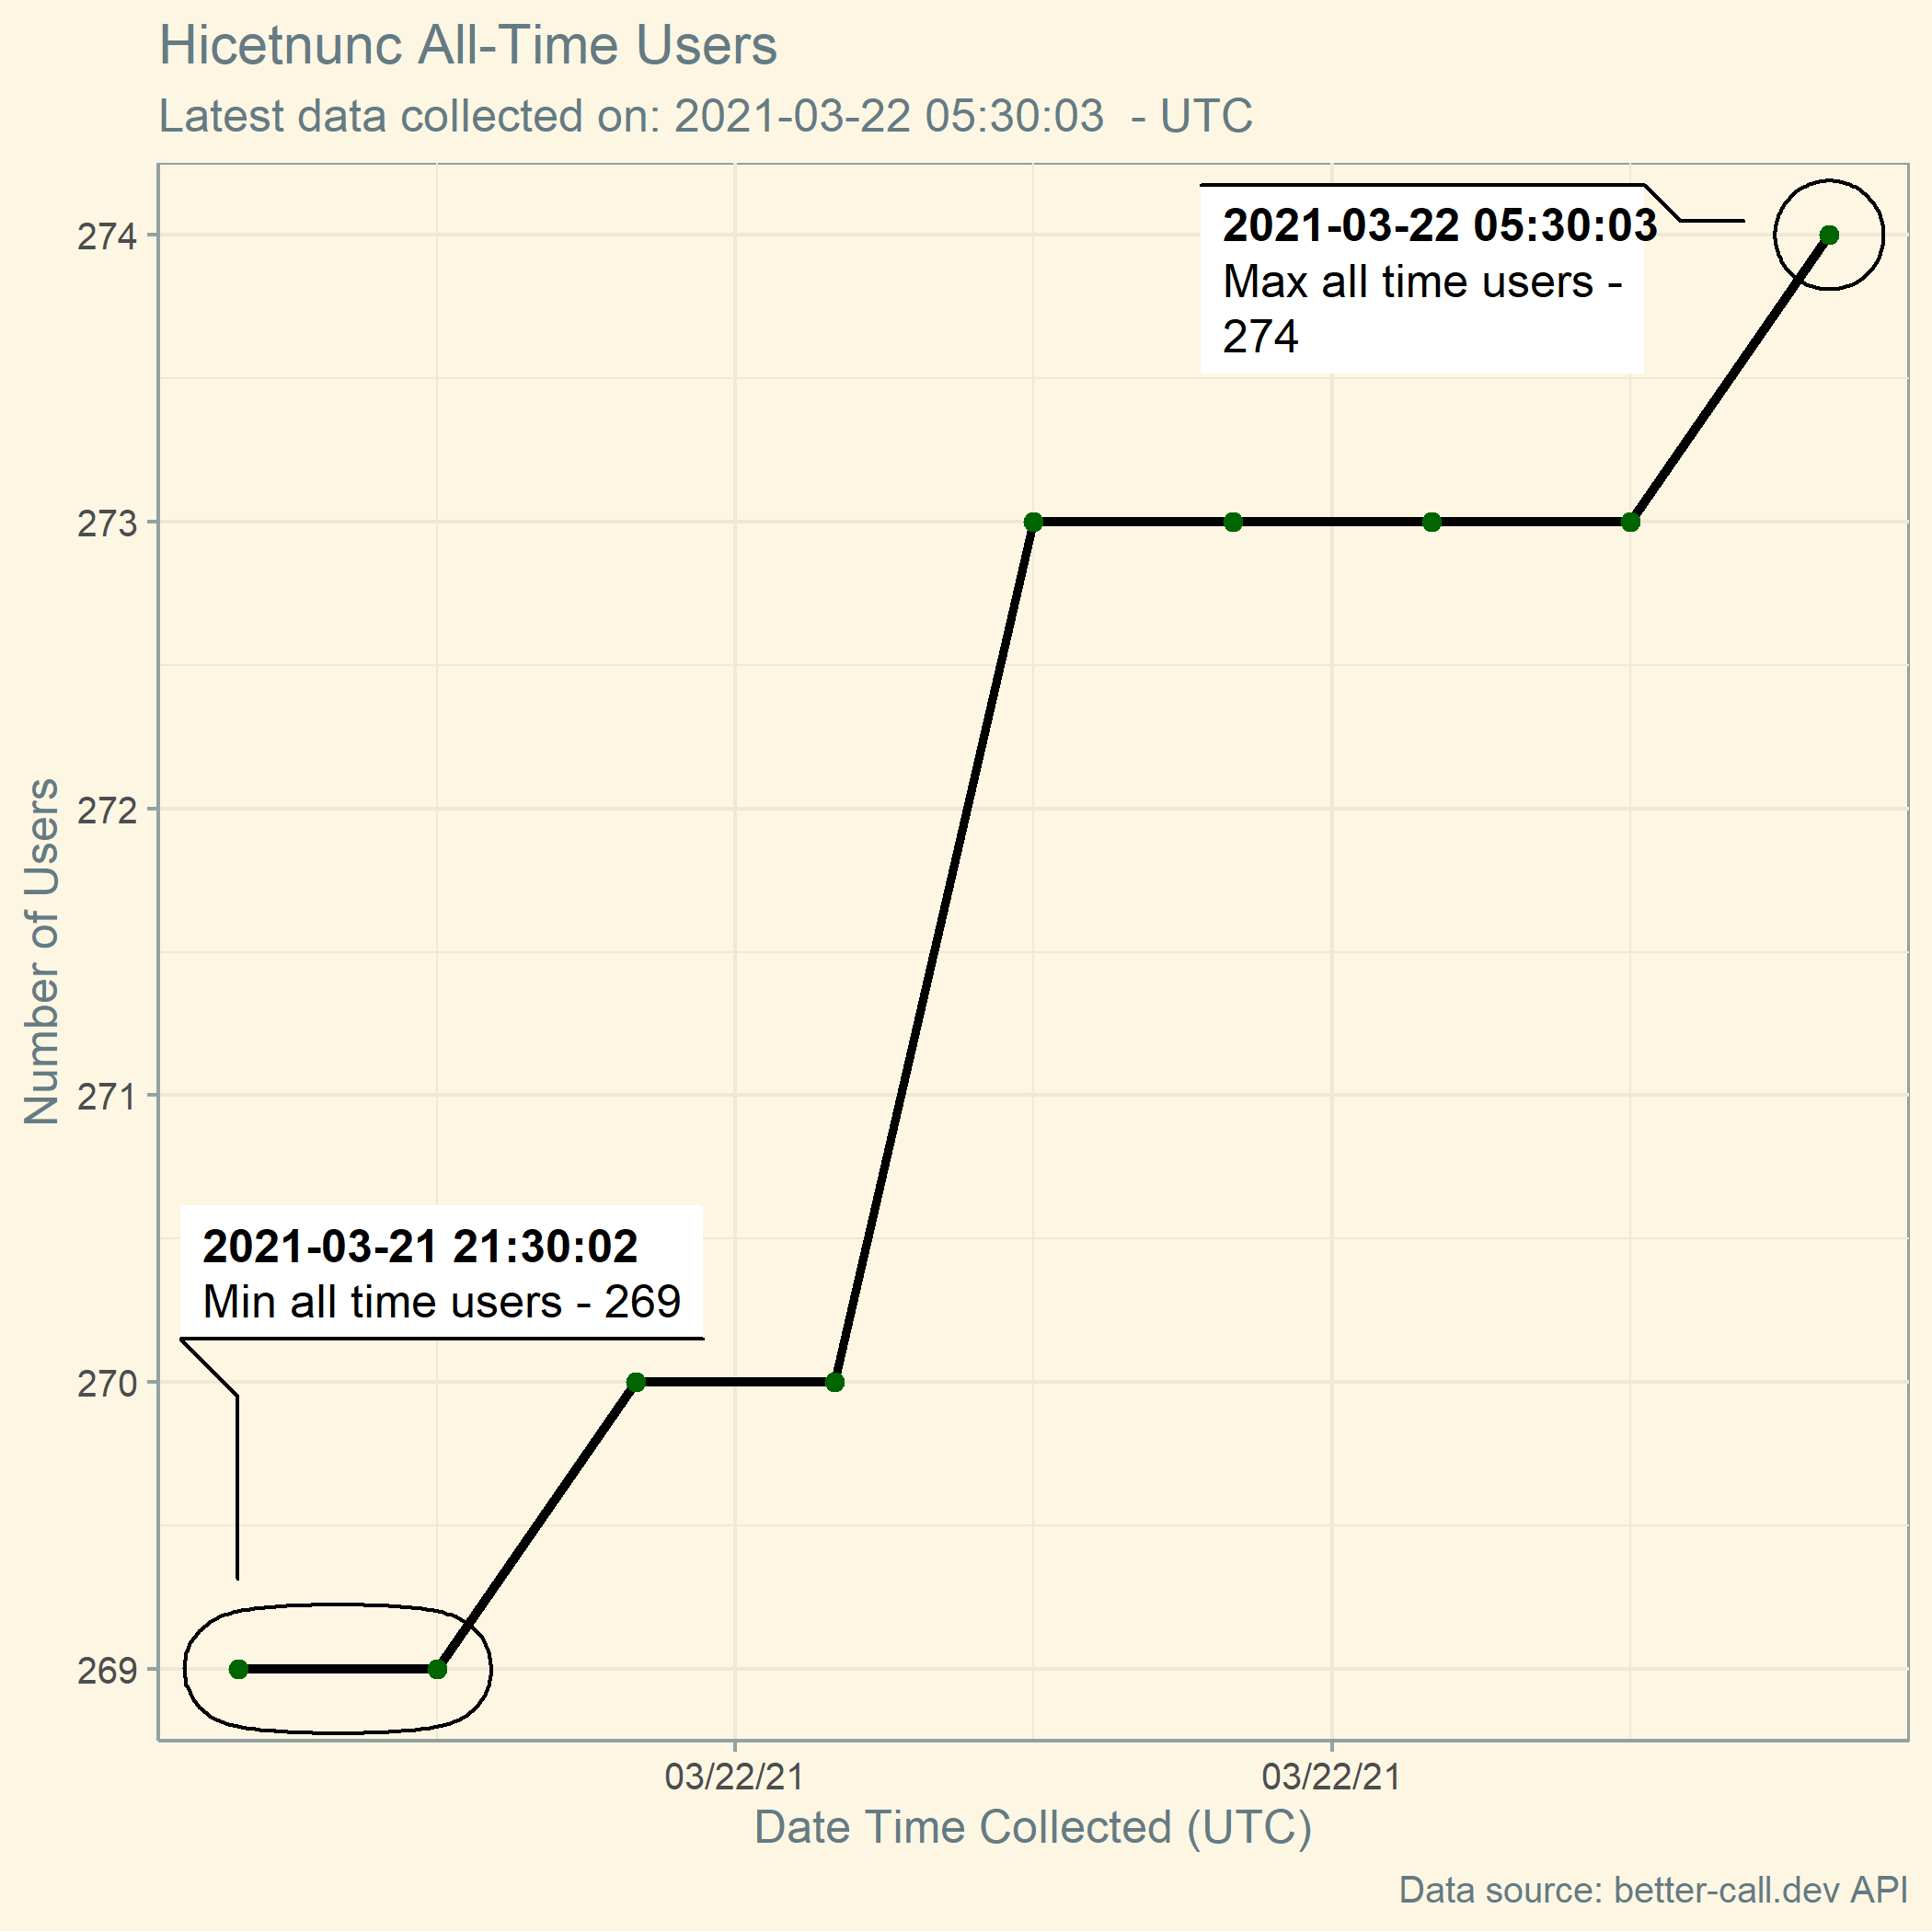 Hicetnunc All-Time Users
Latest data collected on: 2021-03-22 05:30:03  - UTC
2021-03-22 05:30:03
Max all time users -
274
274
273
272
271
270
269
Number of Users
2021-03-21 21:30:02
Min all time users - 269
03/22/21
03/22/21
Date Time Collected (UTC)
Data source: better-call.dev API